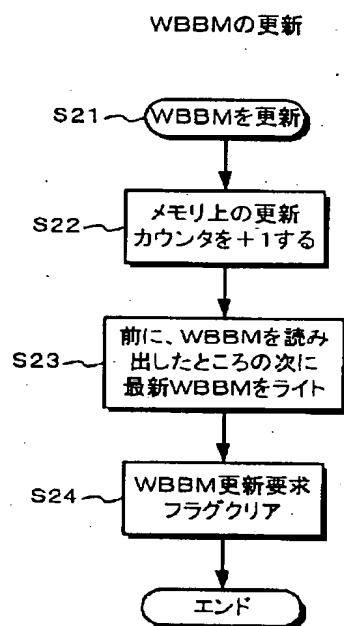 WBBMの更新
S21
WBBMを更新
S22
メモリ上の更新
カウンタを+1する
S23
前に、WBBMを読み
出したところの次に
最新WBBMをライト
S24
WBBM更新要求
フラグクリア
エンド